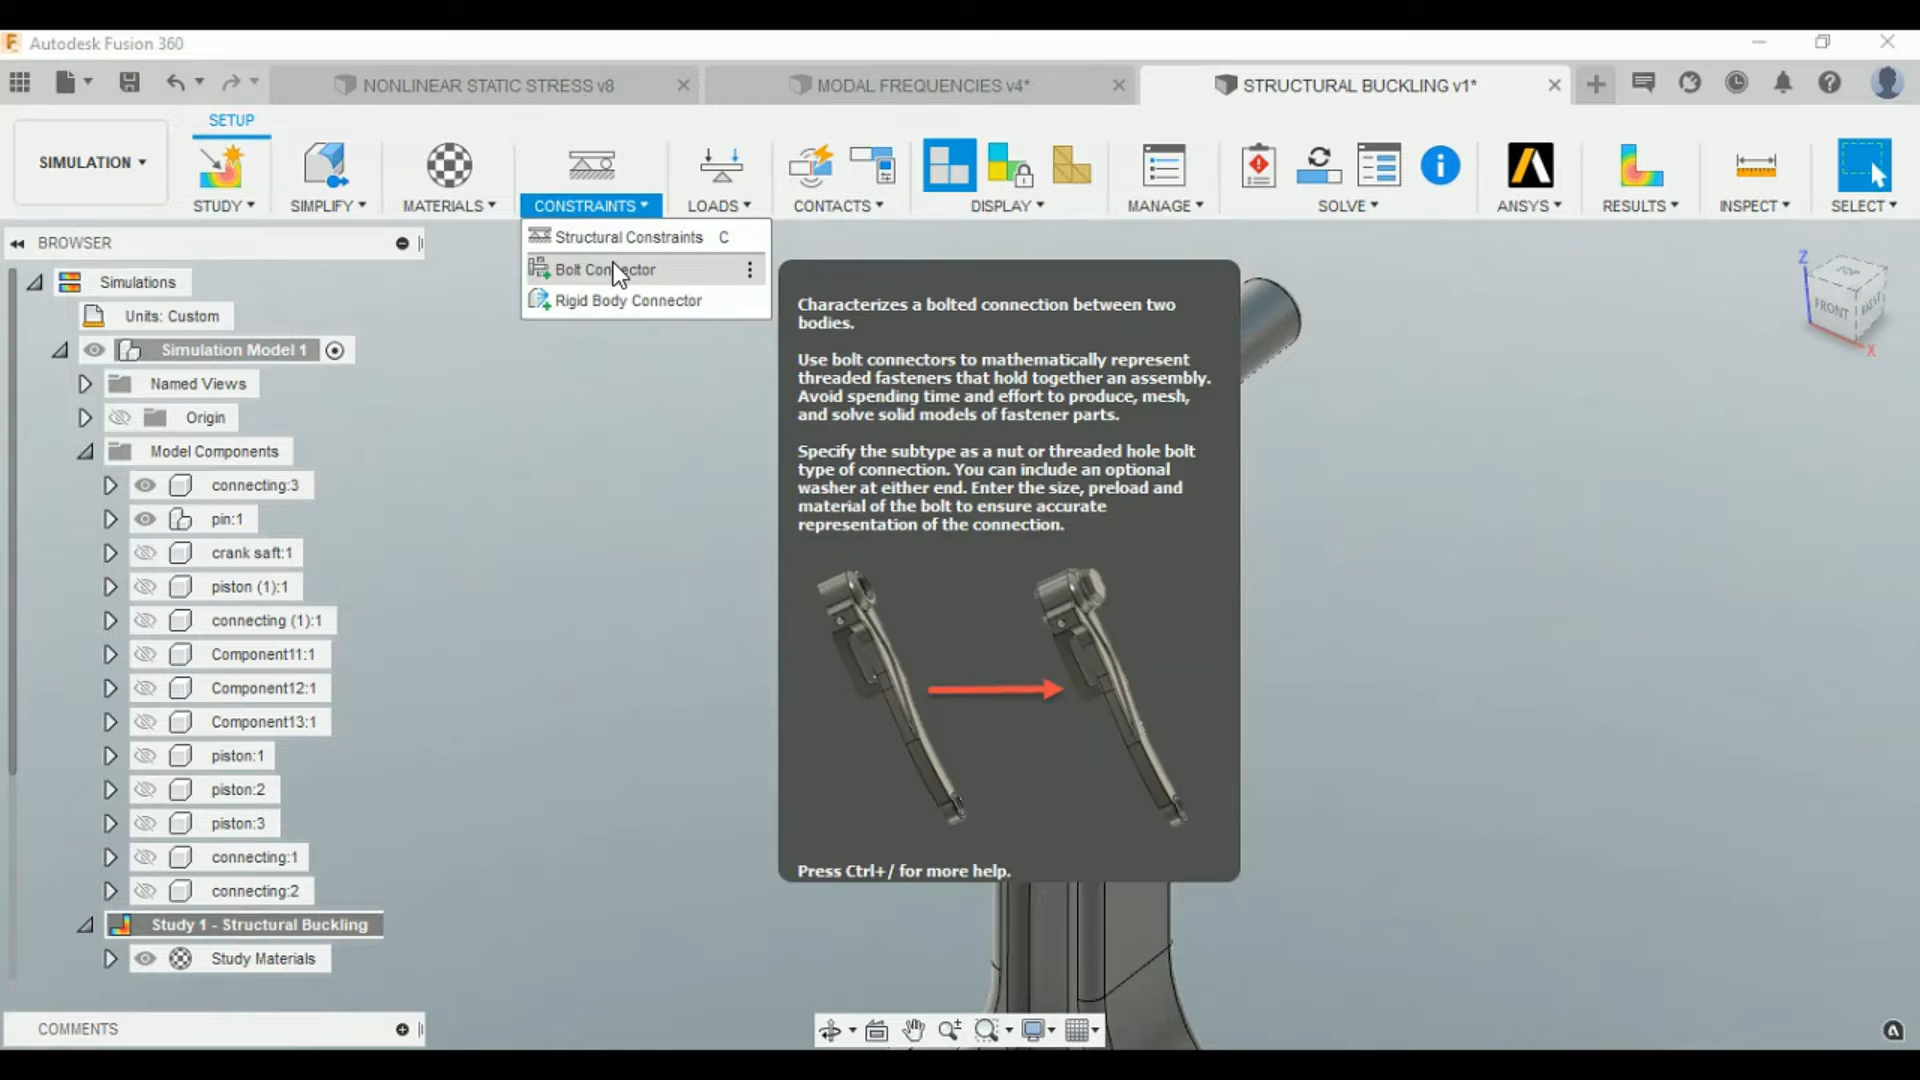 Autodesk Fusion 360
NONLINEAR STATIC STRESS v8
MODAL FREQUENCIES v4*
STRUCTURAL BUCKLING v1*
SETUP
SIMULATION
STUDY
SIMPLIFY
MATERIALS
CONSTRAINTS
LOADS
CONTACTS
DISPLAY
MANAGE
SOLVE
ANSYS
RESULTS
INSPECT
SELECT
Structural Constraints C
Bolt Connector
Rigid Body Connector
BROWSER
Simulations
Units: Custom
Simulation Model 1
Named Views
Origin
Model Components
connecting:3
pin:1
crank saft:1
piston (1):1
connecting (1):1
Component11:1
Component12:1
Component13:1
piston:1
piston:2
piston:3
connecting:1
connecting:2
Study 1 - Structural Buckling
Study Materials
COMMENTS
Characterizes a bolted connection between two
bodies.
Use bolt connectors to mathematically represent
threaded fasteners that hold together an assembly.
Avoid spending time and effort to produce, mesh,
and solve solid models of fastener parts.
Specify the subtype as a nut or threaded hole bolt
type of connection. You can include an optional
washer at either end. Enter the size, preload and
material of the bolt to ensure accurate
representation of the connection.
Press Ctrl+/ for more help.
Z
TOP
FRONT
RIGHT
X